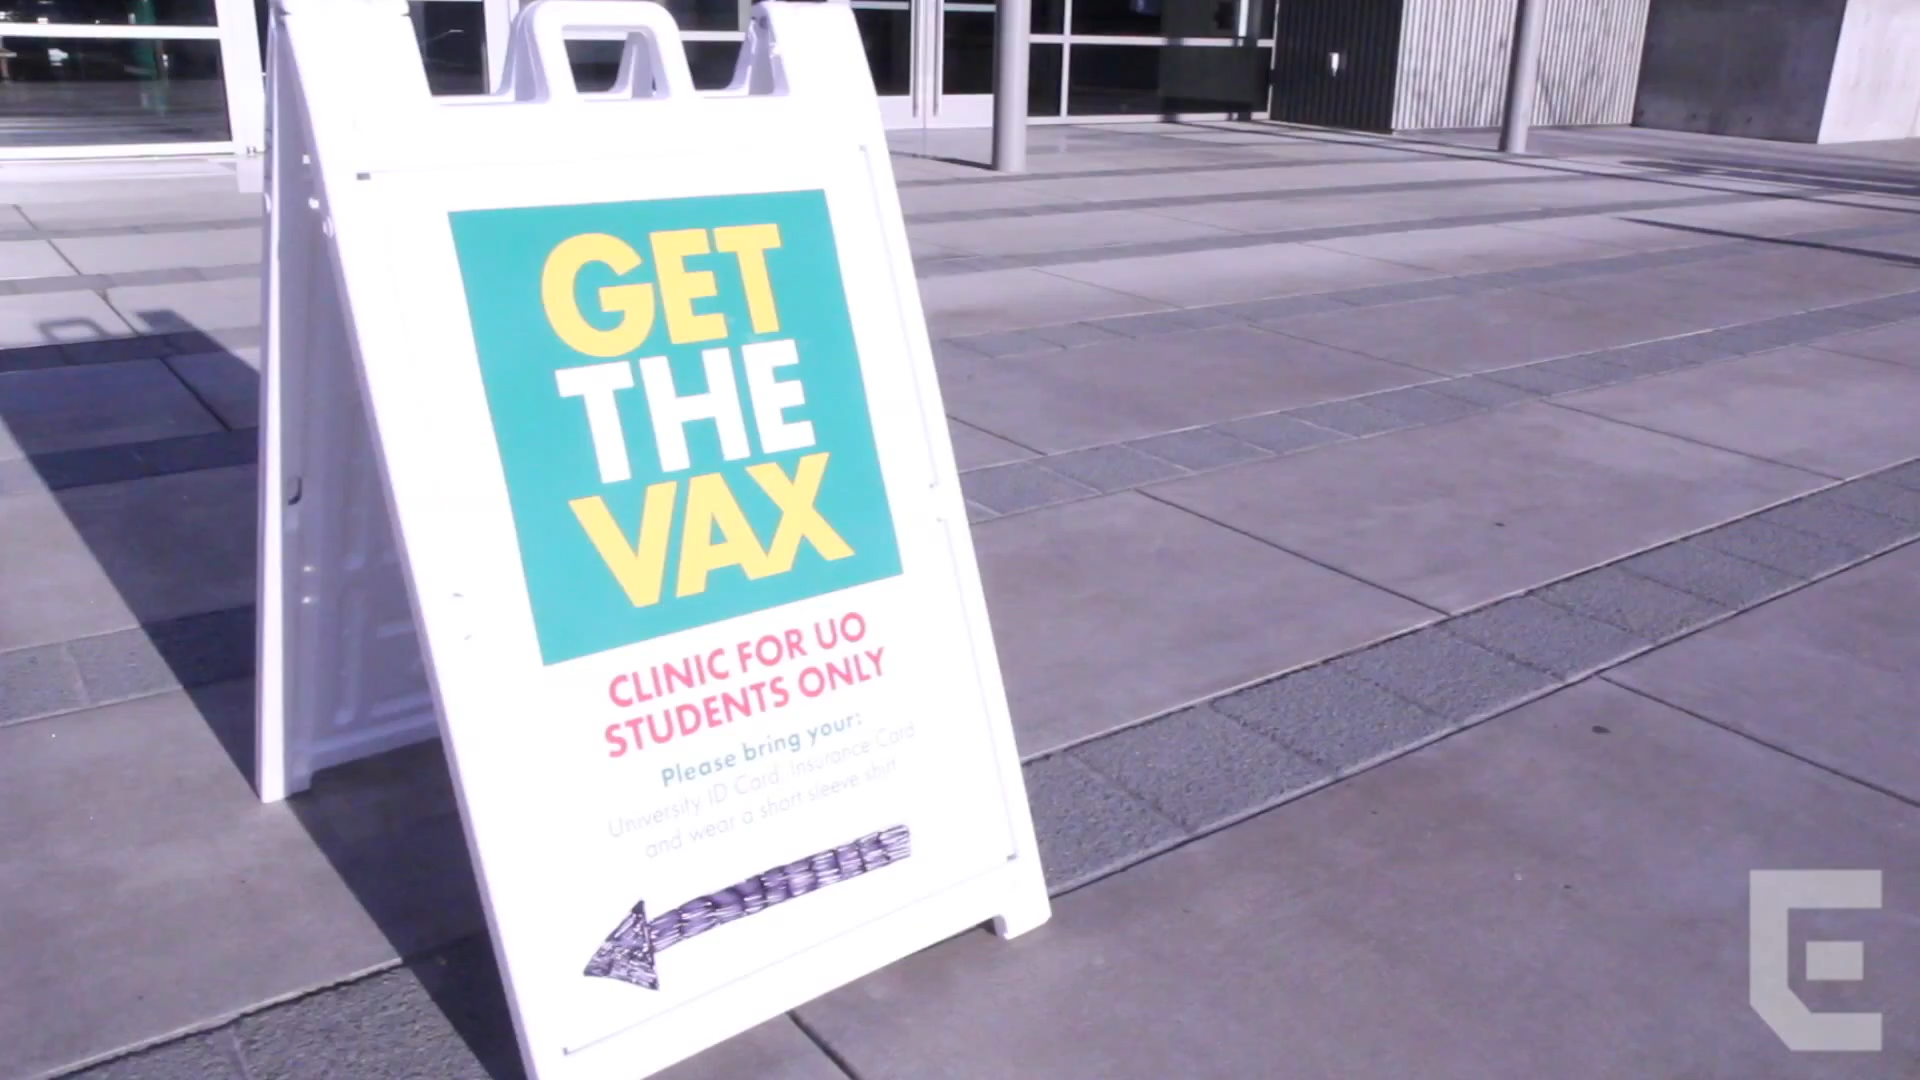 GET
THE
VAX
CLINIC FOR UO
STUDENTS ONLY
Please bring your:
University ID Card, Insurance Card
and wear a short sleeve shirt
E